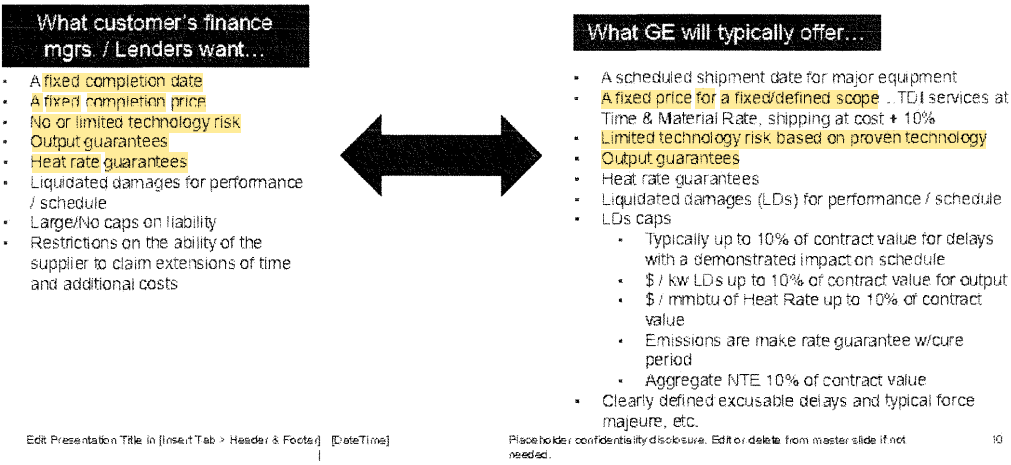 What customer's finance
mgrs. / Lenders want...
• A fixed completion date
• A fixed completion price
• No or limited technology risk
• Output guarantees
• Heat rate guarantees
• Liquidated damages for performance
/ schedule
• Large/No caps on liability
• Restrictions on the ability of the
supplier to claim extensions of time
and additional costs
What GE will typically offer...
• A scheduled shipment date for major equipment
• A fixed price for a fixed/defined scope ...TDI services at
Time & Material Rate, shipping at cost + 10%
• Limited technology risk based on proven technology
• Output guarantees
• Heat rate guarantees
• Liquidated damages (LDs) for performance / schedule
• LDs caps
• Typically up to 10% of contract value for delays
with a demonstrated impact on schedule
• $ / kw LDs up to 10% of contract value for output
• $ / mmbtu of Heat Rate up to 10% of contract
value
• Emissions are make rate guarantee w/cure
period
• Aggregate NTE 10% of contract value
• Clearly defined excusable delays and typical force
majeure, etc.
Edit Presentation Title in [Insert Tab > Header & Footer] [DateTime]
|
Placeholder confidentiality disclosure. Edit or delete from master slide if not
needed.
10